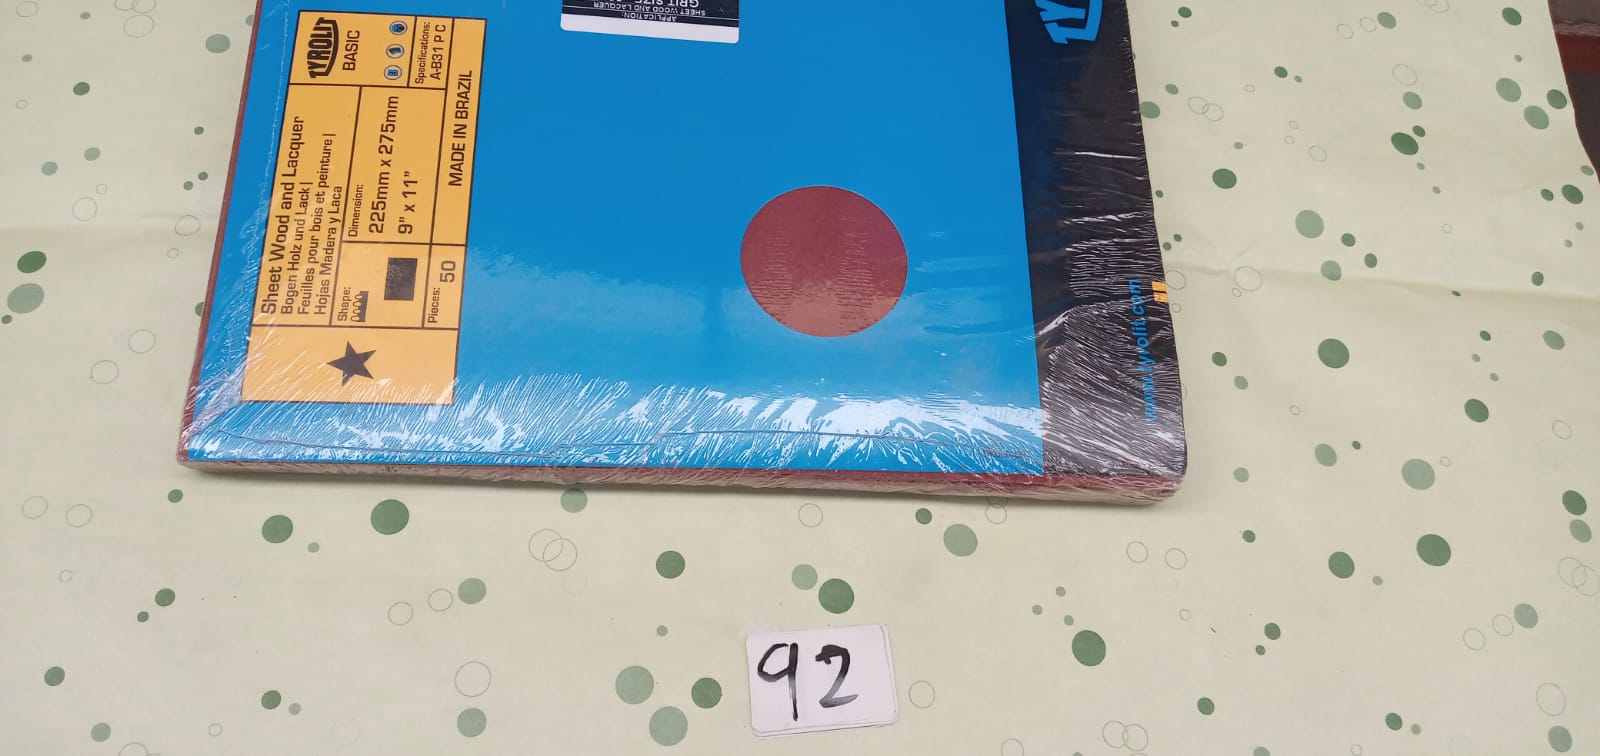 TYROLIT
BASIC
Specifications:
A-B31 P C
Sheet Wood and Lacquer
Bogen Holz und Lack |
Feuilles pour bois et peinture |
Hojas Madera y Laca
Dimension:
225mm x 275mm
9" x 11"
Shape:
Pieces:
50
MADE IN BRAZIL
APPLICATION:
SHEET WOOD AND LACQUER
GRIT SIZE
TY
www.tyrolit.com
92